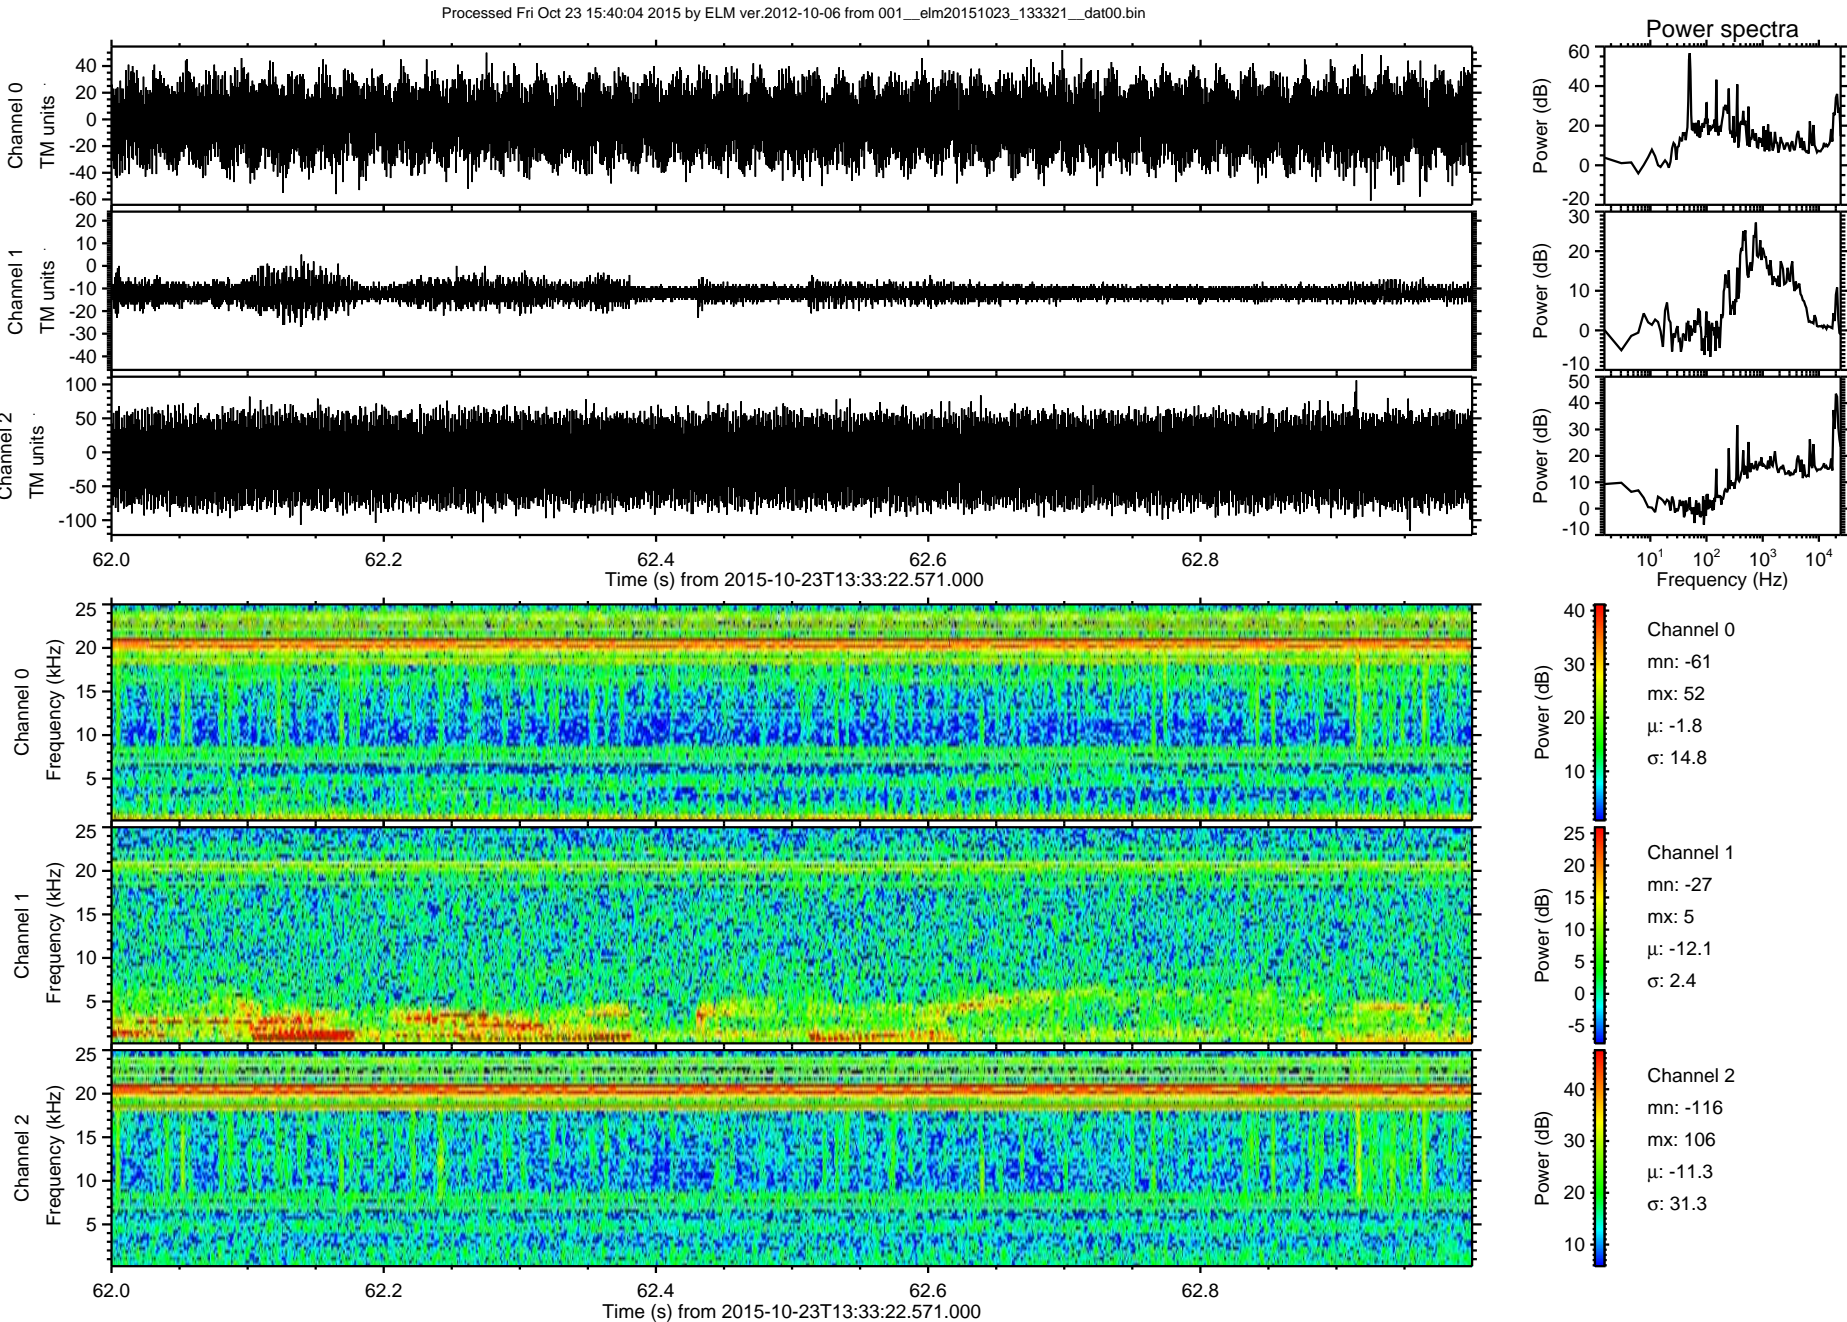 Processed Fri Oct 23 15:40:04 2015 by ELM ver.2012-10-06 from 001__elm20151023_133321__dat00.bin
Power spectra
Channel 0
TM units
40
20
0
-20
-40
-60
Power (dB)
60
40
20
0
-20
Channel 1
TM units
20
10
0
-10
-20
-30
-40
Power (dB)
30
20
10
0
-10
Channel 2
TM units
100
50
0
-50
-100
Power (dB)
50
40
30
20
10
0
-10
62.0 62.2 62.4 62.6 62.8
Time (s) from 2015-10-23T13:33:22.571.000
10^1 10^2 10^3 10^4
Frequency (Hz)
Channel 0
Frequency (kHz)
25
20
15
10
5
Power (dB)
40
30
20
10
Channel 0
mn: -61
mx: 52
μ: -1.8
σ: 14.8
Channel 1
Frequency (kHz)
25
20
15
10
5
Power (dB)
25
20
15
10
5
0
-5
Channel 1
mn: -27
mx: 5
μ: -12.1
σ: 2.4
Channel 2
Frequency (kHz)
25
20
15
10
5
Power (dB)
40
30
20
10
Channel 2
mn: -116
mx: 106
μ: -11.3
σ: 31.3
62.0 62.2 62.4 62.6 62.8
Time (s) from 2015-10-23T13:33:22.571.000